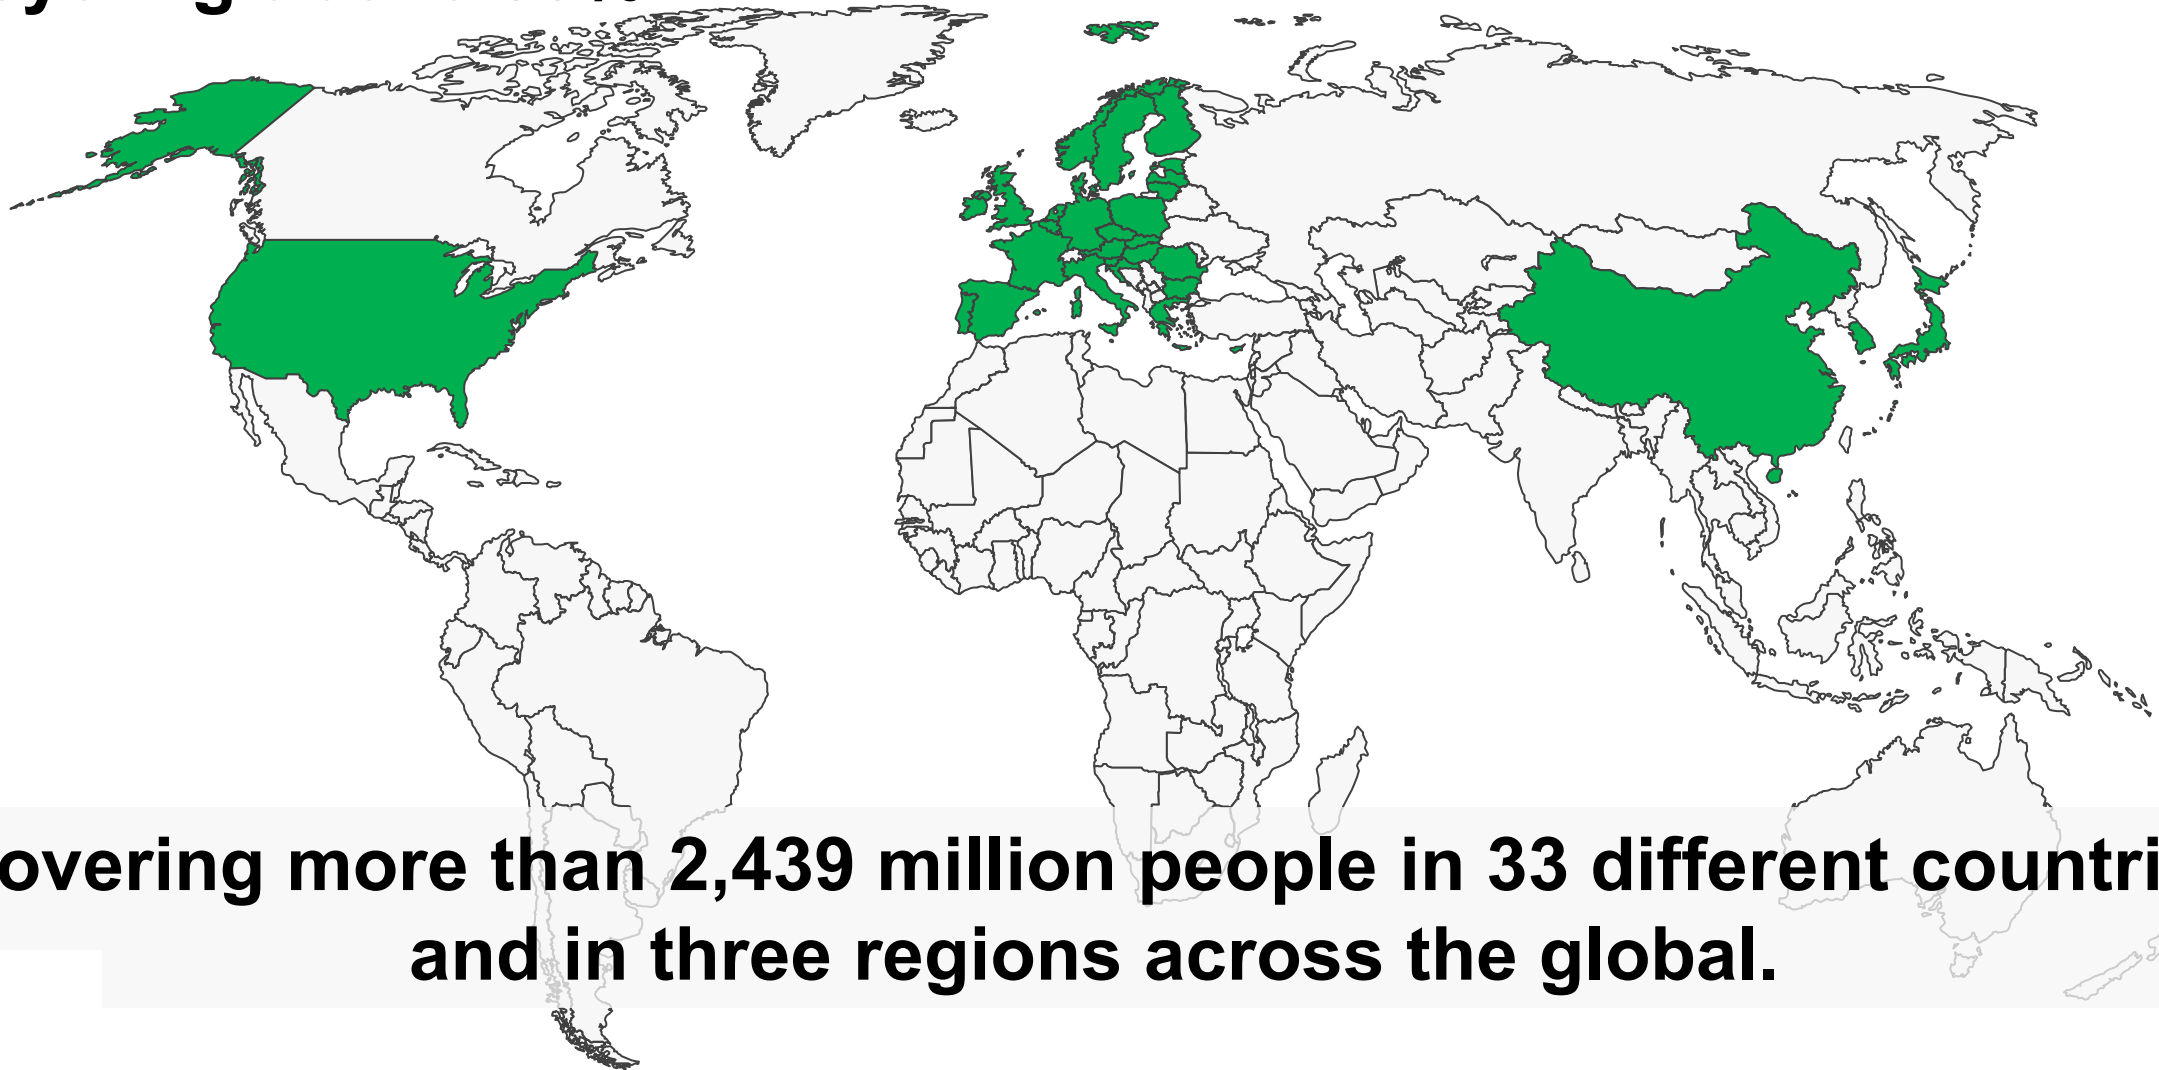 overing more than 2,439 million people in 33 different countri
and in three regions across the global.